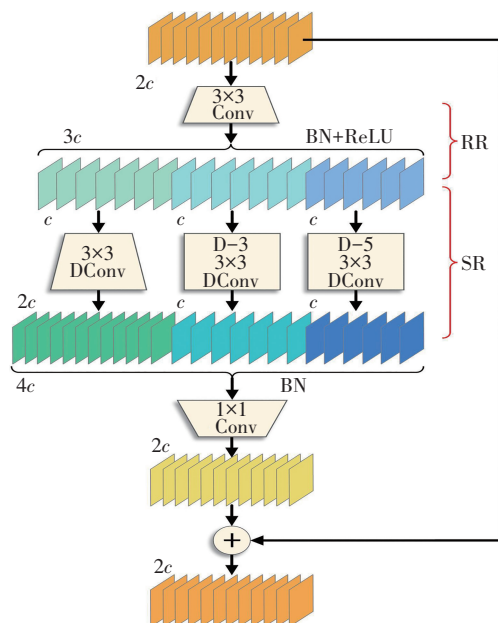 2c
3×3
Conv
3c
BN+ReLU
RR
c
c
c
3×3
DConv
D-3
3×3
DConv
D-5
3×3
DConv
SR
2c
c
c
4c
BN
1×1
Conv
2c
+
2c